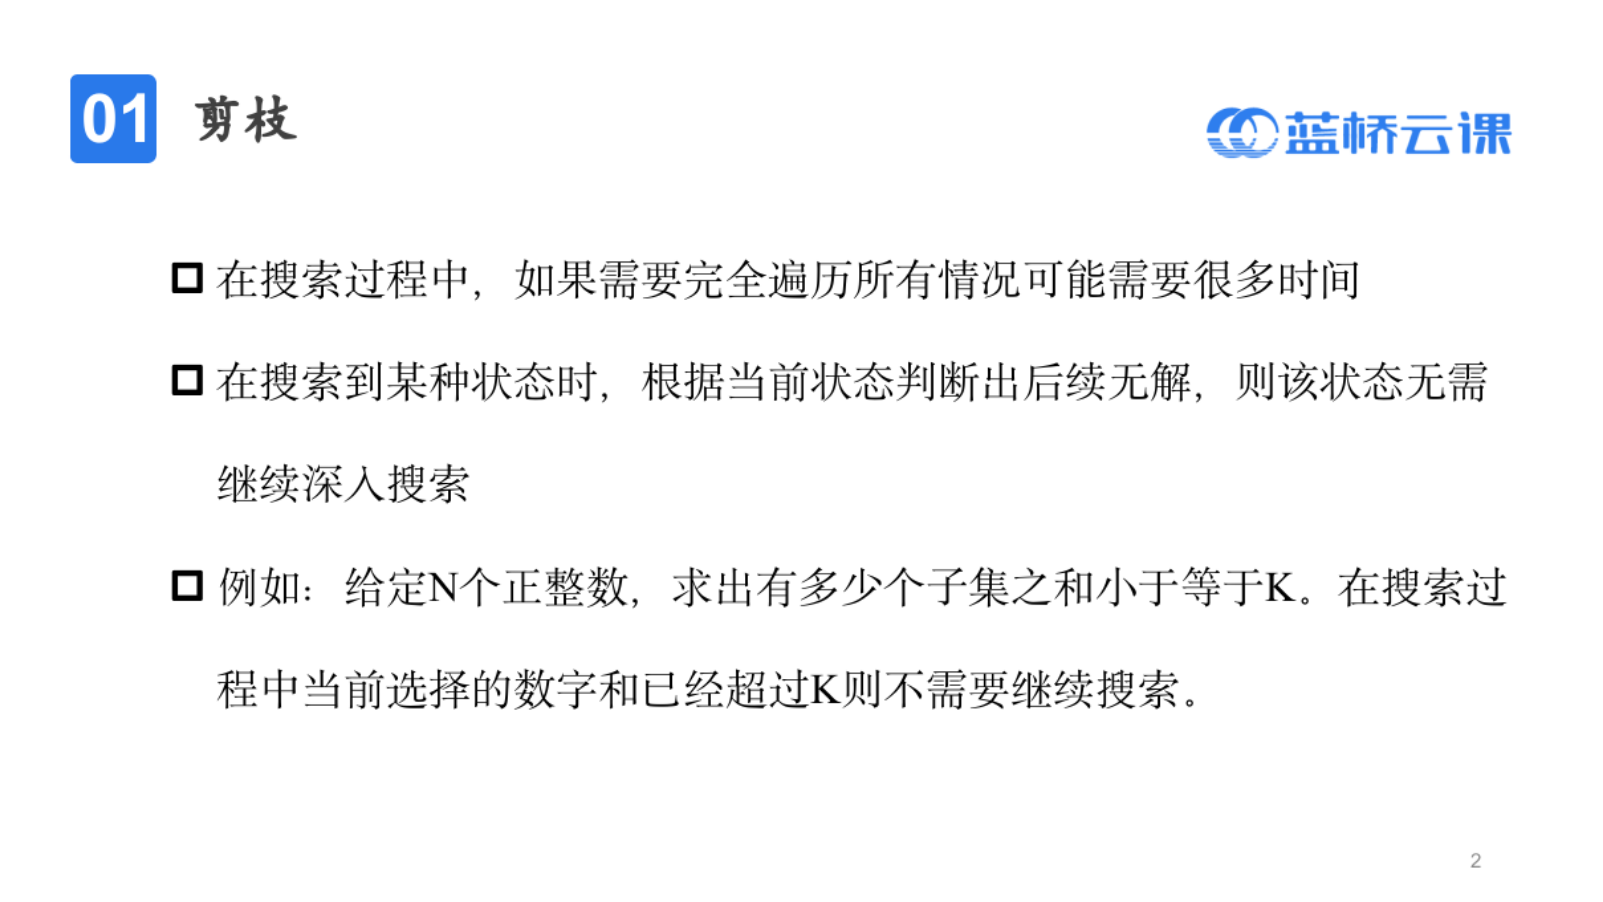 01 剪枝
蓝桥云课
在搜索过程中，如果需要完全遍历所有情况可能需要很多时间
在搜索到某种状态时，根据当前状态判断出后续无解，则该状态无需
继续深入搜索
例如：给定N个正整数，求出有多少个子集之和小于等于K。在搜索过
程中当前选择的数字和已经超过K则不需要继续搜索。
2